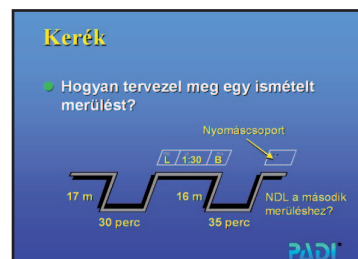 Kerék
Hogyan tervezel meg egy ismételt
merülést?
Nyomáscsoport
L / 1:30 / B
17 m
16 m
NDL a második
merüléshez?
30 perc
35 perc
PADI